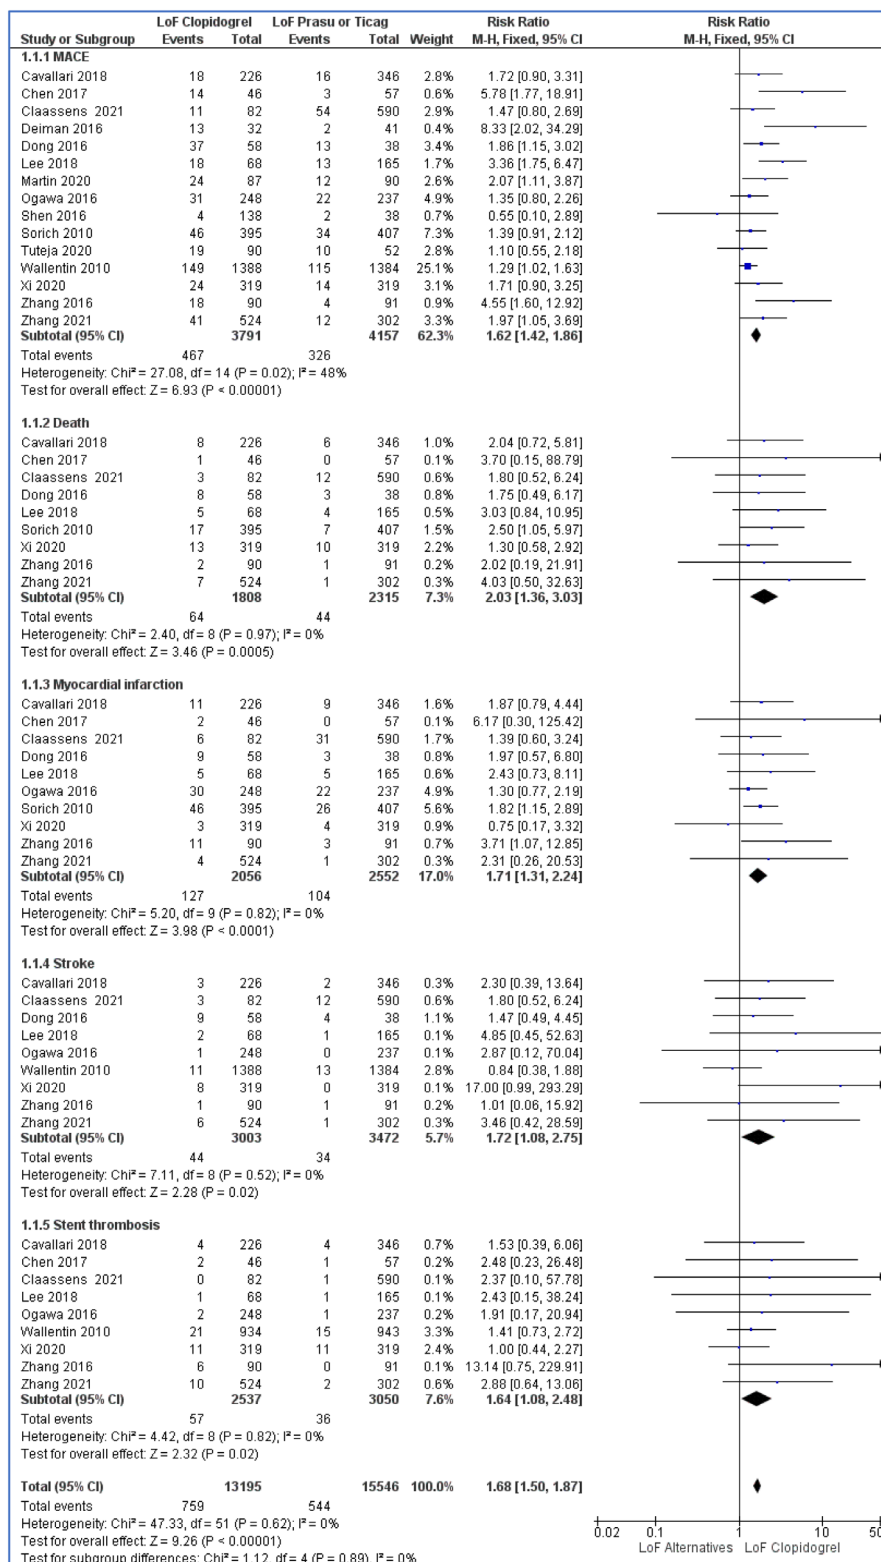 LoF Clopidogrel LoF Prasu or Ticag Risk Ratio Risk Ratio
Study or Subgroup Events Total Events Total Weight M-H, Fixed, 95% CI M-H, Fixed, 95% CI
1.1.1 MACE
Cavallari 2018 18 226 16 346 2.8% 1.72 [0.90, 3.31]
Chen 2017 14 46 3 57 0.6% 5.78 [1.77, 18.91]
Claassens 2021 11 82 54 590 2.9% 1.47 [0.80, 2.69]
Deiman 2016 13 32 2 41 0.4% 8.33 [2.02, 34.29]
Dong 2016 37 58 13 38 3.4% 1.86 [1.15, 3.02]
Lee 2018 18 68 13 165 1.7% 3.36 [1.75, 6.47]
Martin 2020 24 87 12 90 2.6% 2.07 [1.11, 3.87]
Ogawa 2016 31 248 22 237 4.9% 1.35 [0.80, 2.26]
Shen 2016 4 138 2 38 0.7% 0.55 [0.10, 2.89]
Sorich 2010 46 395 34 407 7.3% 1.39 [0.91, 2.12]
Tuteja 2020 19 90 10 52 2.8% 1.10 [0.55, 2.18]
Wallentin 2010 149 1388 115 1384 25.1% 1.29 [1.02, 1.63]
Xi 2020 24 319 14 319 3.1% 1.71 [0.90, 3.25]
Zhang 2016 18 90 4 91 0.9% 4.55 [1.60, 12.92]
Zhang 2021 41 524 12 302 3.3% 1.97 [1.05, 3.69]
Subtotal (95% CI) 3791 4157 62.3% 1.62 [1.42, 1.86]
Total events 467 326
Heterogeneity: Chi² = 27.08, df = 14 (P = 0.02); I² = 48%
Test for overall effect: Z = 6.93 (P < 0.00001)
1.1.2 Death
Cavallari 2018 8 226 6 346 1.0% 2.04 [0.72, 5.81]
Chen 2017 1 46 0 57 0.1% 3.70 [0.15, 88.79]
Claassens 2021 3 82 12 590 0.6% 1.80 [0.52, 6.24]
Dong 2016 8 58 3 38 0.8% 1.75 [0.49, 6.17]
Lee 2018 5 68 4 165 0.5% 3.03 [0.84, 10.95]
Sorich 2010 17 395 7 407 1.5% 2.50 [1.05, 5.97]
Xi 2020 13 319 10 319 2.2% 1.30 [0.58, 2.92]
Zhang 2016 2 90 1 91 0.2% 2.02 [0.19, 21.91]
Zhang 2021 7 524 1 302 0.3% 4.03 [0.50, 32.63]
Subtotal (95% CI) 1808 2315 7.3% 2.03 [1.36, 3.03]
Total events 64 44
Heterogeneity: Chi² = 2.40, df = 8 (P = 0.97); I² = 0%
Test for overall effect: Z = 3.46 (P = 0.0005)
1.1.3 Myocardial infarction
Cavallari 2018 11 226 9 346 1.6% 1.87 [0.79, 4.44]
Chen 2017 2 46 0 57 0.1% 6.17 [0.30, 125.42]
Claassens 2021 6 82 31 590 1.7% 1.39 [0.60, 3.24]
Dong 2016 9 58 3 38 0.8% 1.97 [0.57, 6.80]
Lee 2018 5 68 5 165 0.6% 2.43 [0.73, 8.11]
Ogawa 2016 30 248 22 237 4.9% 1.30 [0.77, 2.19]
Sorich 2010 46 395 26 407 5.6% 1.82 [1.15, 2.89]
Xi 2020 3 319 4 319 0.9% 0.75 [0.17, 3.32]
Zhang 2016 11 90 3 91 0.7% 3.71 [1.07, 12.85]
Zhang 2021 4 524 1 302 0.3% 2.31 [0.26, 20.53]
Subtotal (95% CI) 2056 2552 17.0% 1.71 [1.31, 2.24]
Total events 127 104
Heterogeneity: Chi² = 5.20, df = 9 (P = 0.82); I² = 0%
Test for overall effect: Z = 3.98 (P < 0.0001)
1.1.4 Stroke
Cavallari 2018 3 226 2 346 0.3% 2.30 [0.39, 13.64]
Claassens 2021 3 82 12 590 0.6% 1.80 [0.52, 6.24]
Dong 2016 9 58 4 38 1.1% 1.47 [0.49, 4.45]
Lee 2018 2 68 1 165 0.1% 4.85 [0.45, 52.63]
Ogawa 2016 1 248 0 237 0.1% 2.87 [0.12, 70.04]
Wallentin 2010 11 1388 13 1384 2.8% 0.84 [0.38, 1.88]
Xi 2020 8 319 0 319 0.1% 17.00 [0.99, 293.29]
Zhang 2016 1 90 1 91 0.2% 1.01 [0.06, 15.92]
Zhang 2021 6 524 1 302 0.3% 3.46 [0.42, 28.59]
Subtotal (95% CI) 3003 3472 5.7% 1.72 [1.08, 2.75]
Total events 44 34
Heterogeneity: Chi² = 7.11, df = 8 (P = 0.52); I² = 0%
Test for overall effect: Z = 2.28 (P = 0.02)
1.1.5 Stent thrombosis
Cavallari 2018 4 226 4 346 0.7% 1.53 [0.39, 6.06]
Chen 2017 2 46 1 57 0.2% 2.48 [0.23, 26.48]
Claassens 2021 0 82 1 590 0.1% 2.37 [0.10, 57.78]
Lee 2018 1 68 1 165 0.1% 2.43 [0.15, 38.24]
Ogawa 2016 2 248 1 237 0.2% 1.91 [0.17, 20.94]
Wallentin 2010 21 934 15 943 3.3% 1.41 [0.73, 2.72]
Xi 2020 11 319 11 319 2.4% 1.00 [0.44, 2.27]
Zhang 2016 6 90 0 91 0.1% 13.14 [0.75, 229.91]
Zhang 2021 10 524 2 302 0.6% 2.88 [0.64, 13.06]
Subtotal (95% CI) 2537 3050 7.6% 1.64 [1.08, 2.48]
Total events 57 36
Heterogeneity: Chi² = 4.42, df = 8 (P = 0.82); I² = 0%
Test for overall effect: Z = 2.32 (P = 0.02)
Total (95% CI) 13195 15546 100.0% 1.68 [1.50, 1.87]
Total events 759 544
Heterogeneity: Chi² = 47.33, df = 51 (P = 0.62); I² = 0%
Test for overall effect: Z = 9.26 (P < 0.00001)
Test for subgroup differences: Chi² = 1.12, df = 4 (P = 0.89), I² = 0%
0.02 0.1 1 10 50
LoF Alternatives LoF Clopidogrel